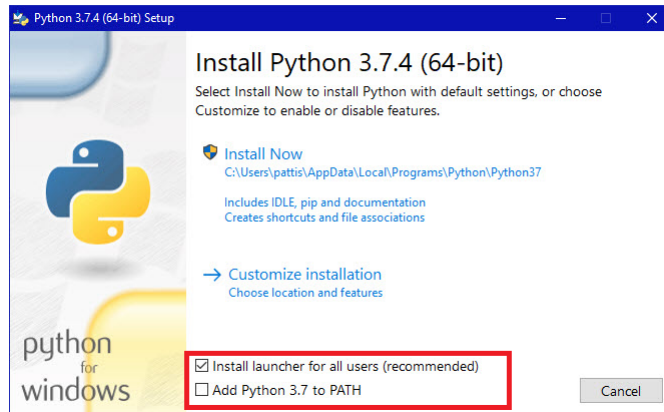 Python 3.7.4 (64-bit) Setup
Install Python 3.7.4 (64-bit)
Select Install Now to install Python with default settings, or choose
Customize to enable or disable features.
Install Now
C:\Users\pattis\AppData\Local\Programs\Python\Python37
Includes IDLE, pip and documentation
Creates shortcuts and file associations
Customize installation
Choose location and features
python
for
windows
Install launcher for all users (recommended)
Add Python 3.7 to PATH
Cancel